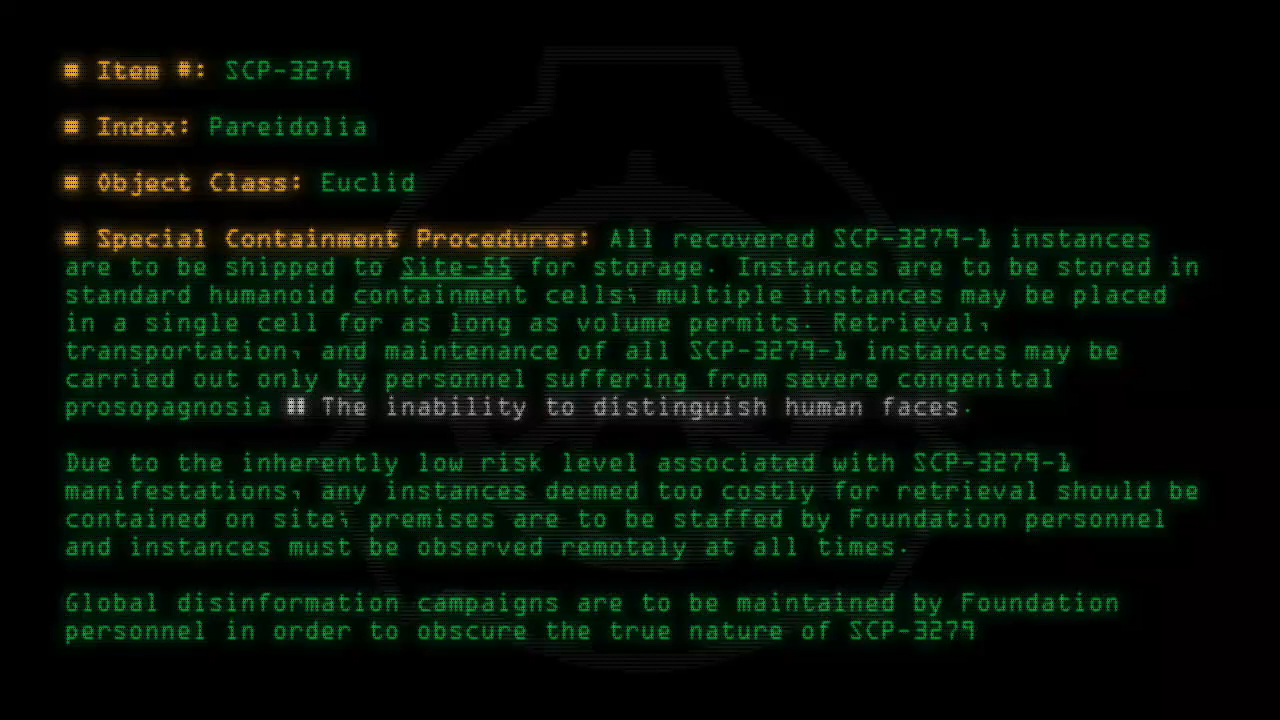 ■ Item #: SCP-3279
■ Index: Pareidolia
■ Object Class: Euclid
■ Special Containment Procedures: All recovered SCP-3279-1 instances
are to be shipped to Site-55 for storage. Instances are to be stored in
standard humanoid containment cells; multiple instances may be placed
in a single cell for as long as volume permits. Retrieval,
transportation, and maintenance of all SCP-3279-1 instances may be
carried out only by personnel suffering from severe congenital
prosopagnosia ⠿ The inability to distinguish human faces.
Due to the inherently low risk level associated with SCP-3279-1
manifestations, any instances deemed too costly for retrieval should be
contained on site; premises are to be staffed by Foundation personnel
and instances must be observed remotely at all times.
Global disinformation campaigns are to be maintained by Foundation
personnel in order to obscure the true nature of SCP-3279